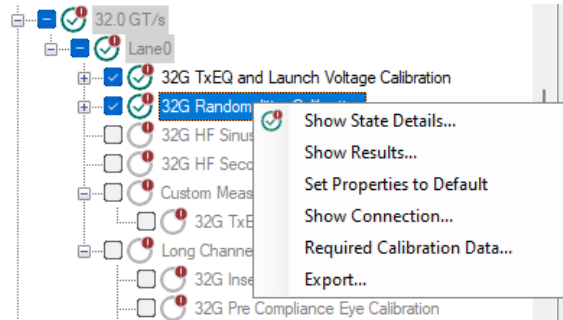 32.0 GT/s
Lane0
32G TxEQ and Launch Voltage Calibration
32G Random
32G HF Sinus
32G HF Seco
Custom Meas
32G TxE
Long Channe
32G Inse
32G Pre Compliance Eye Calibration
Show State Details...
Show Results...
Set Properties to Default
Show Connection...
Required Calibration Data...
Export...